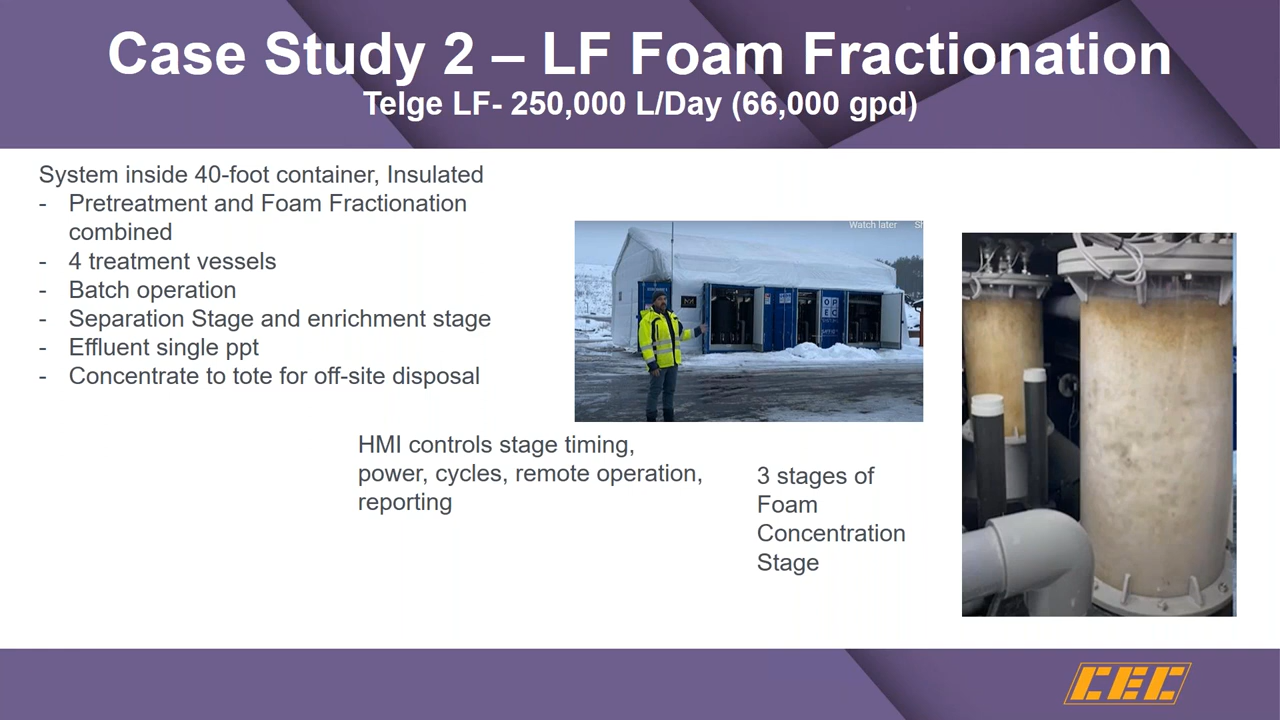 Case Study 2 – LF Foam Fractionation
Telge LF- 250,000 L/Day (66,000 gpd)
System inside 40-foot container, Insulated
- Pretreatment and Foam Fractionation
combined
- 4 treatment vessels
- Batch operation
- Separation Stage and enrichment stage
- Effluent single ppt
- Concentrate to tote for off-site disposal
Watch later
HMI controls stage timing,
power, cycles, remote operation,
reporting
3 stages of
Foam
Concentration
Stage
CEC